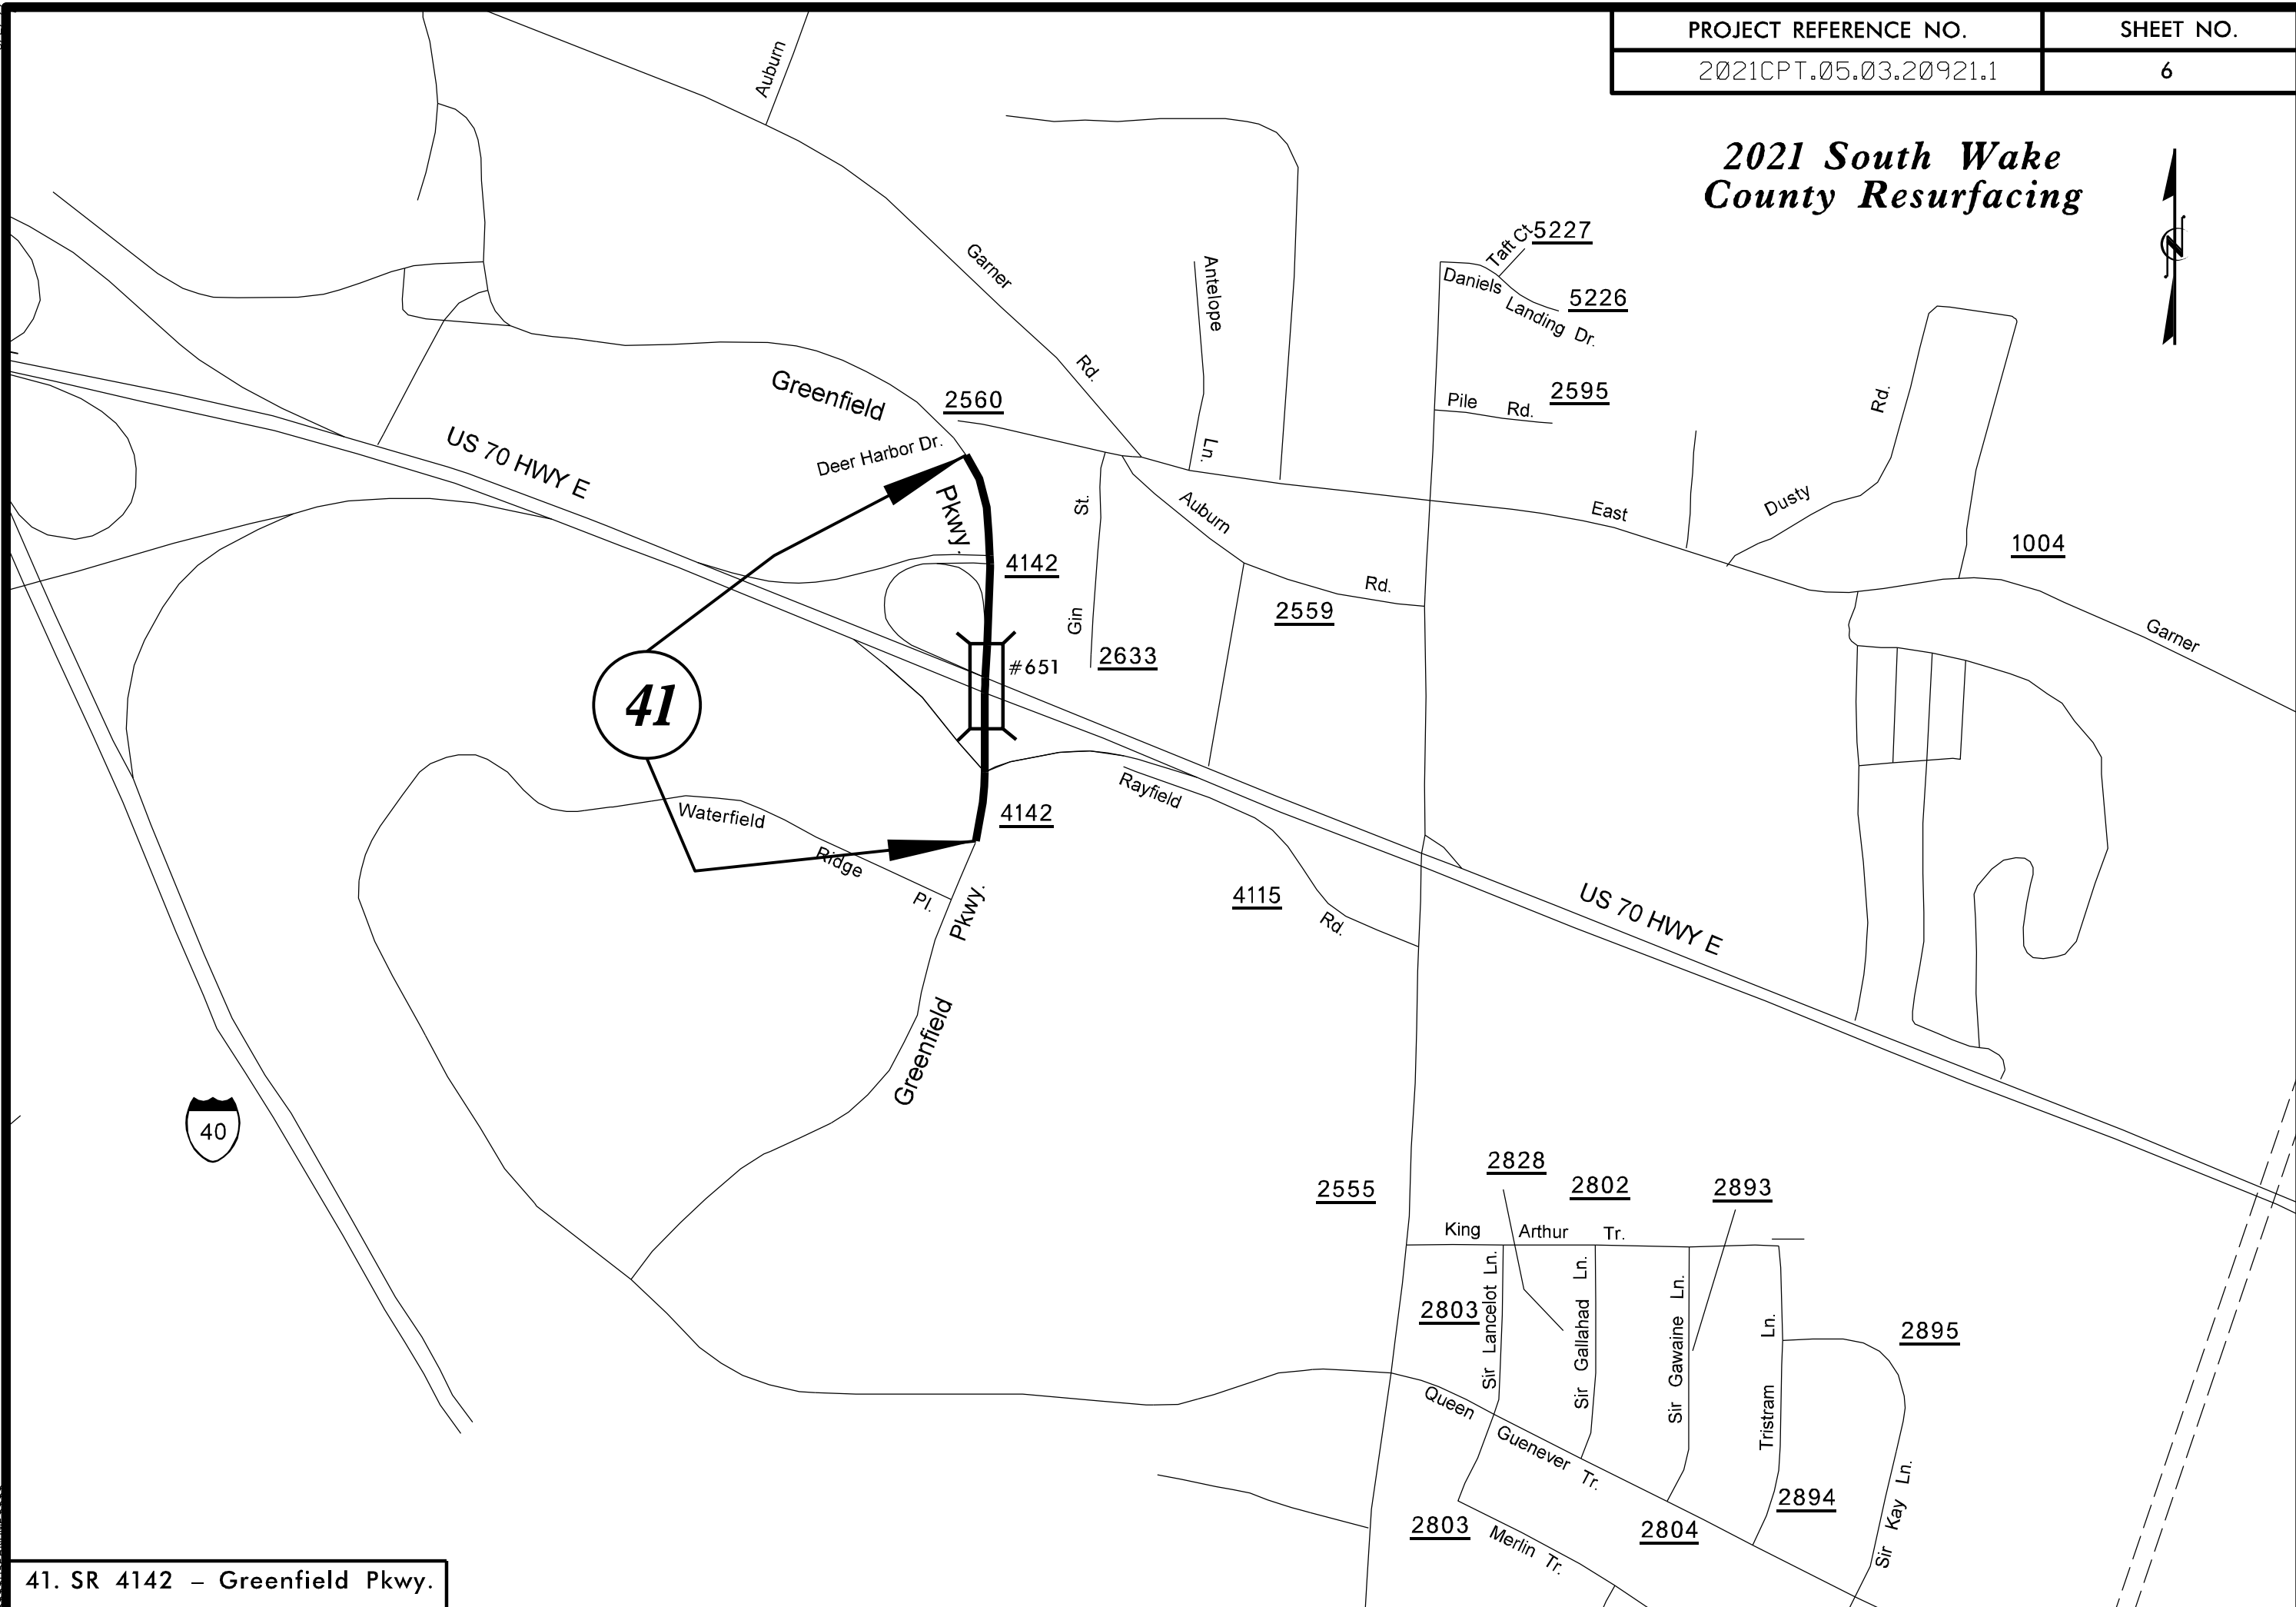 PROJECT REFERENCE NO.
SHEET NO.
2021CPT.05.03.20921.1
6
2021 South Wake
County Resurfacing
N
Auburn
Garner
Rd.
Antelope
Ln.
Taft Ct.
5227
Daniels
Landing Dr.
5226
Pile Rd.
2595
Greenfield
Pkwy.
2560
Deer Harbor Dr.
US 70 HWY E
4142
St.
Gin
2633
Auburn
Rd.
2559
East
Dusty
Rd.
1004
Garner
41
#651
Waterfield
Ridge
Pl.
4142
Rayfield
Rd.
4115
Pkwy.
Greenfield
US 70 HWY E
40
2555
2828
2802
2893
King Arthur Tr.
2803
Sir Lancelot Ln.
Sir Gallahad Ln.
Sir Gawaine Ln.
Tristram Ln.
2895
Queen
Guenever Tr.
2894
2803
Merlin Tr.
2804
Sir Kay Ln.
41. SR 4142 – Greenfield Pkwy.